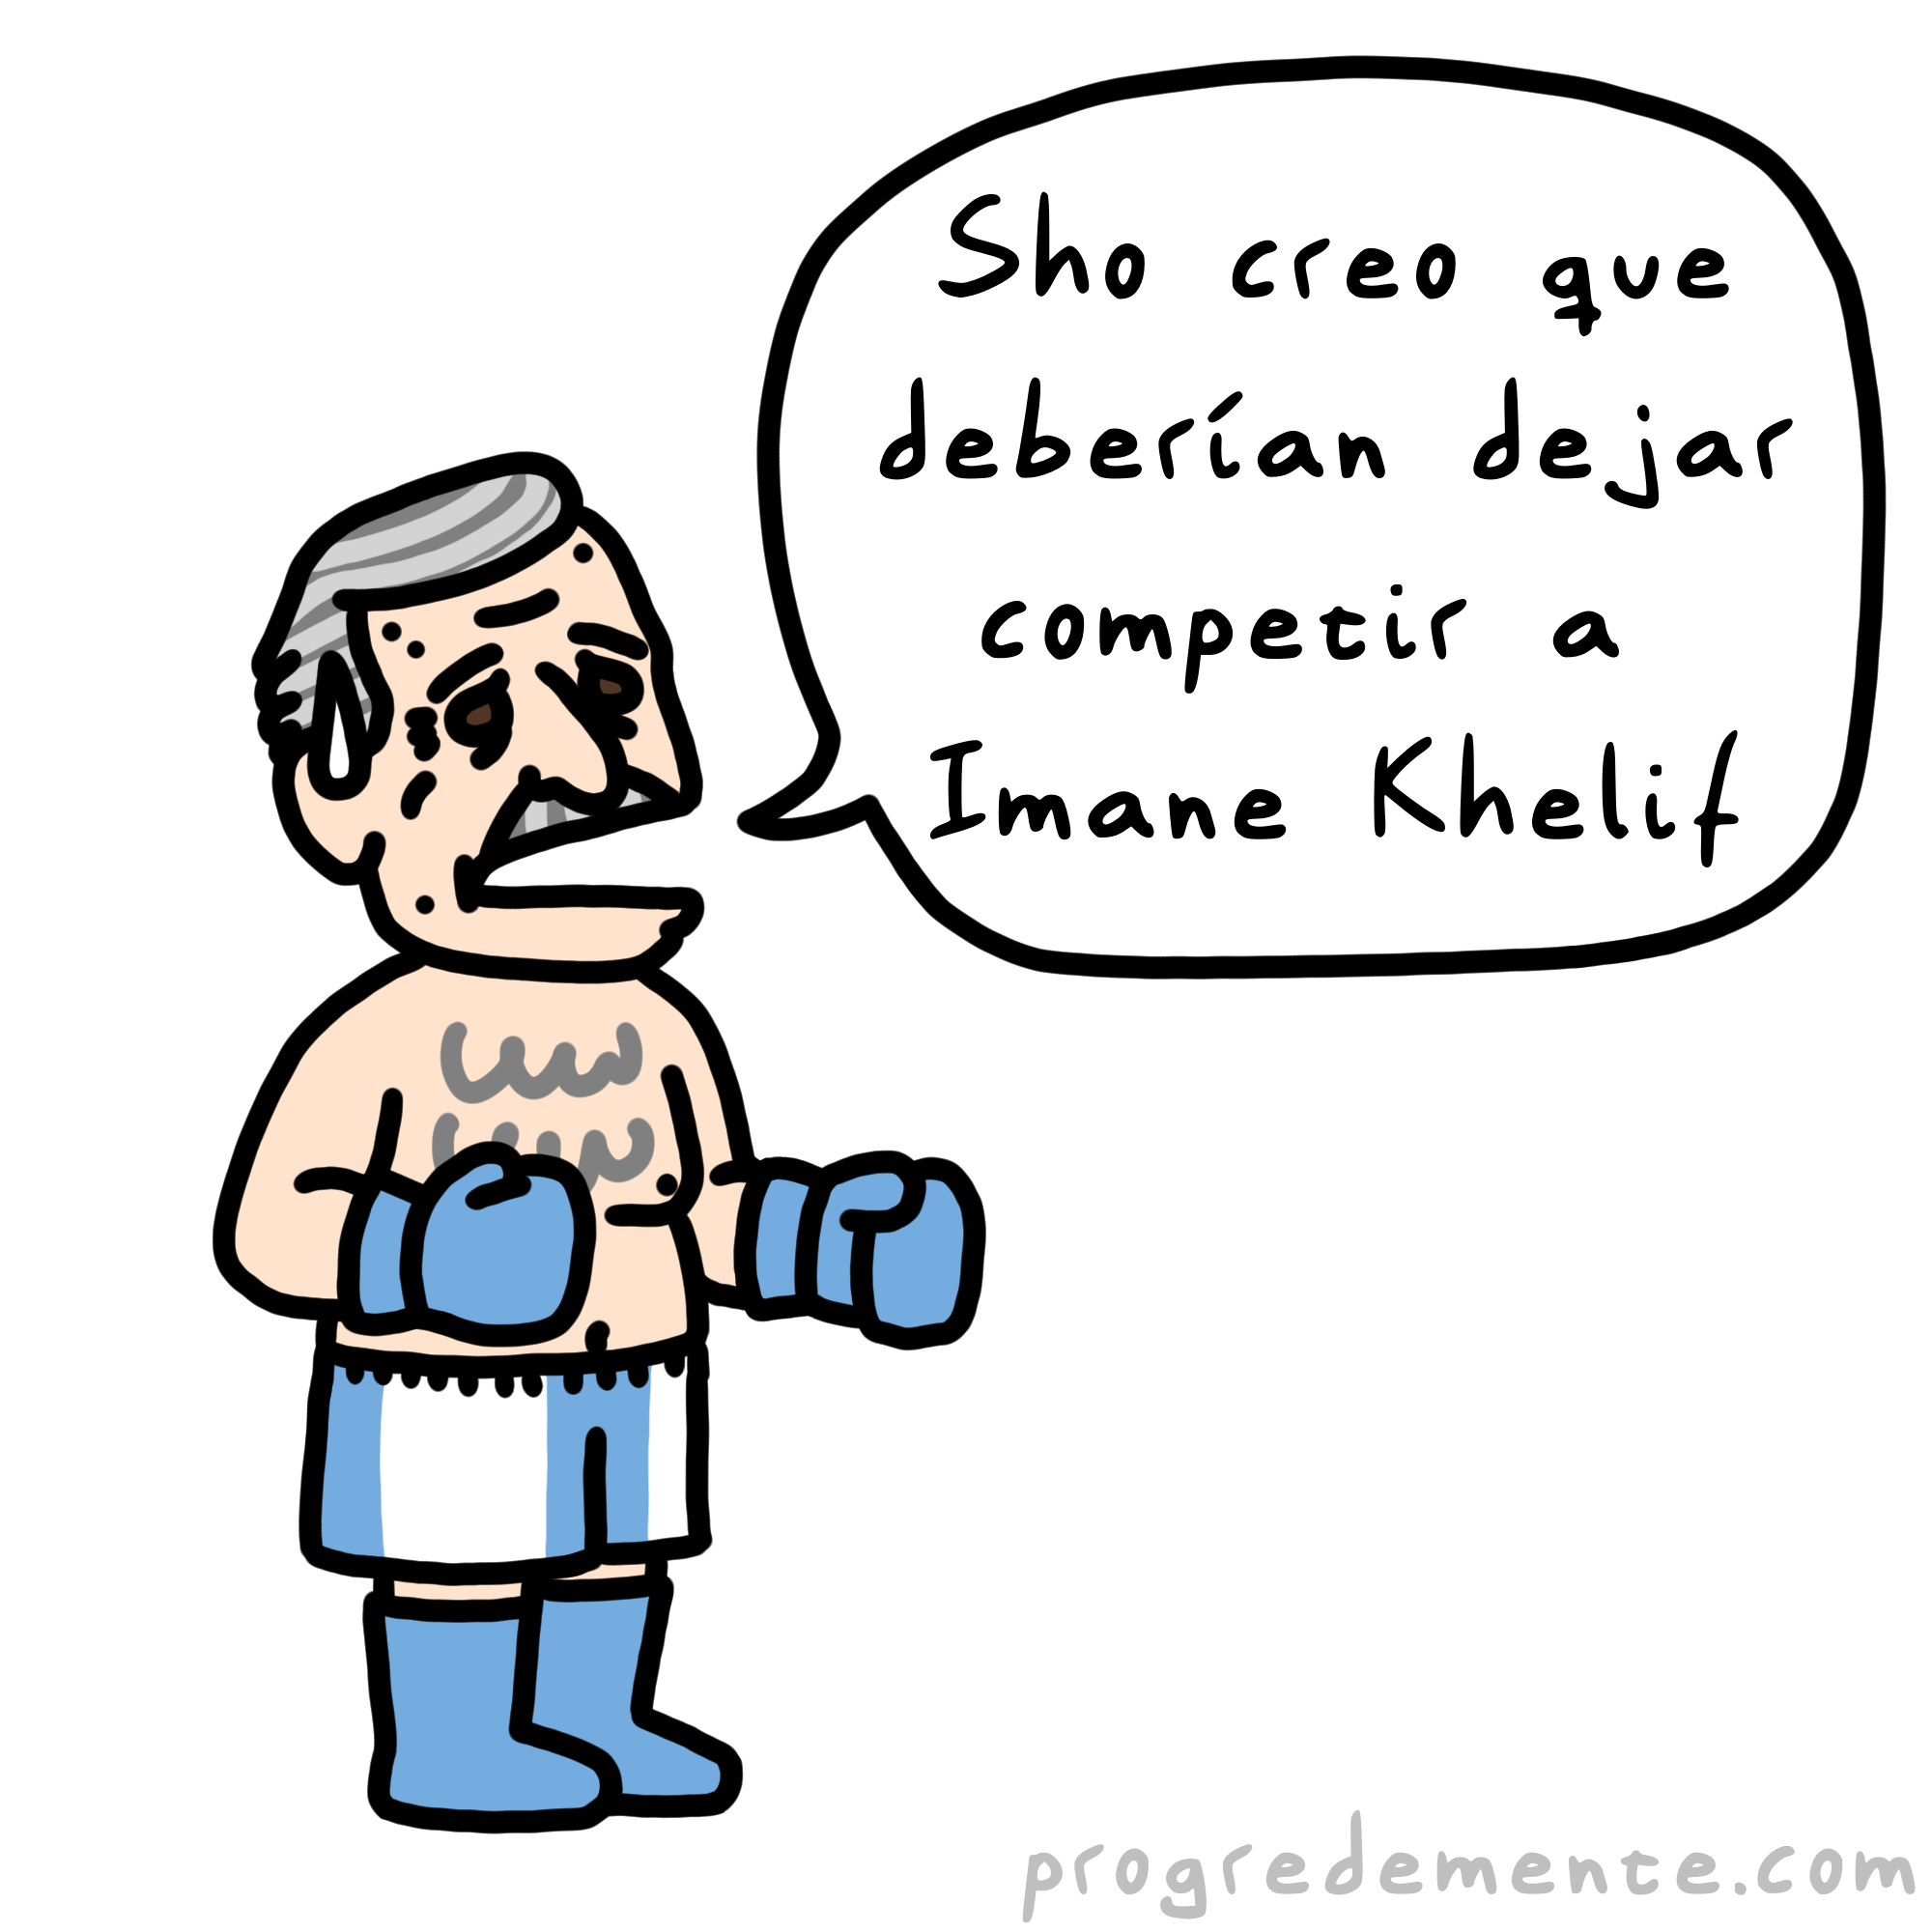 Sho creo que
deberían dejar
competir a
Imane Khelif
progredemente.com